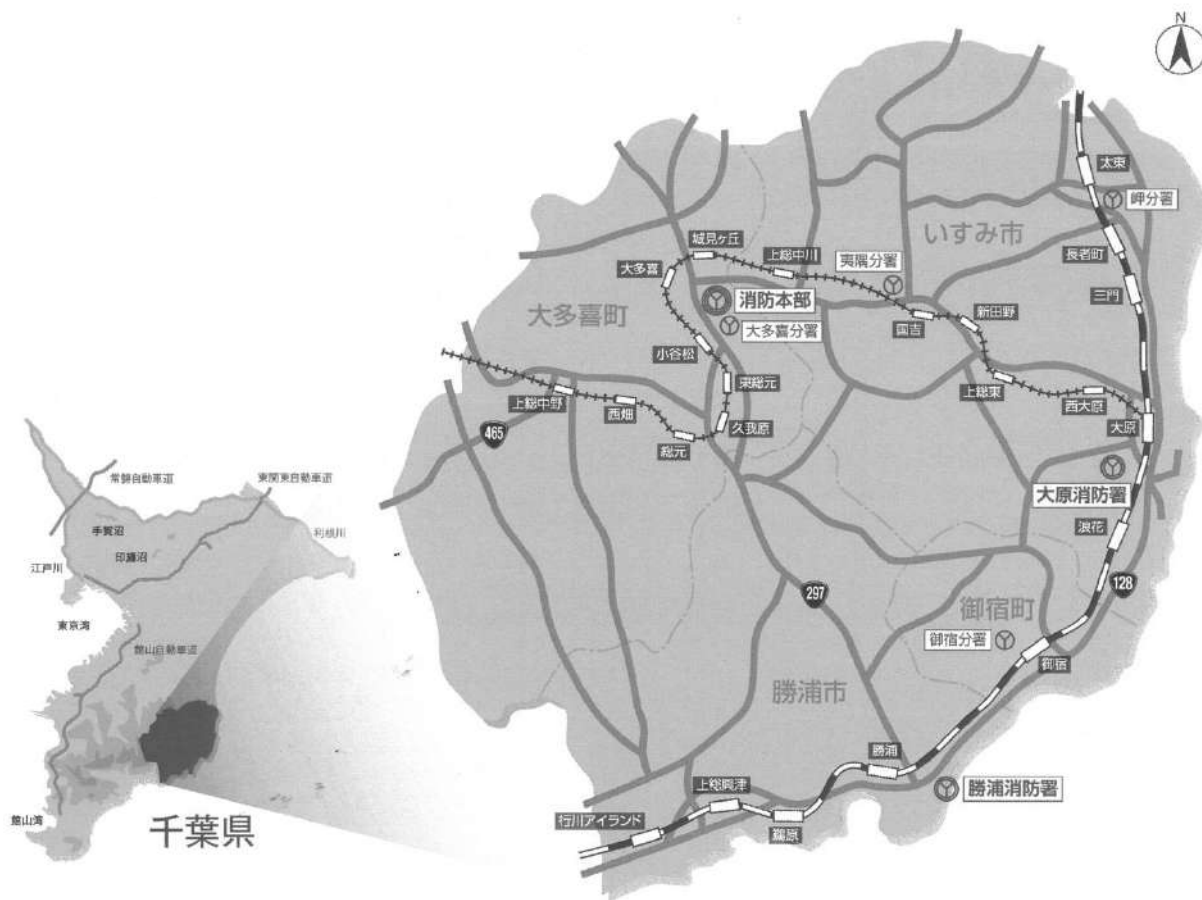 N
太東
岬分署
いすみ市
長者町
城見ヶ丘
上総中川
夷隅分署
大多喜
三門
消防本部
大多喜町
新田野
国吉
大多喜分署
小谷松
東総元
上総東
西大原
上総中野
西畑
久我原
大原
465
総元
大原消防署
常磐自動車道
東関東自動車道
利根川
手賀沼
印旛沼
江戸川
浪花
128
297
御宿町
東京湾
御宿分署
館山自動車道
御宿
勝浦市
勝浦
勝浦消防署
上総興津
行川アイランド
鵜原
館山湾
千葉県